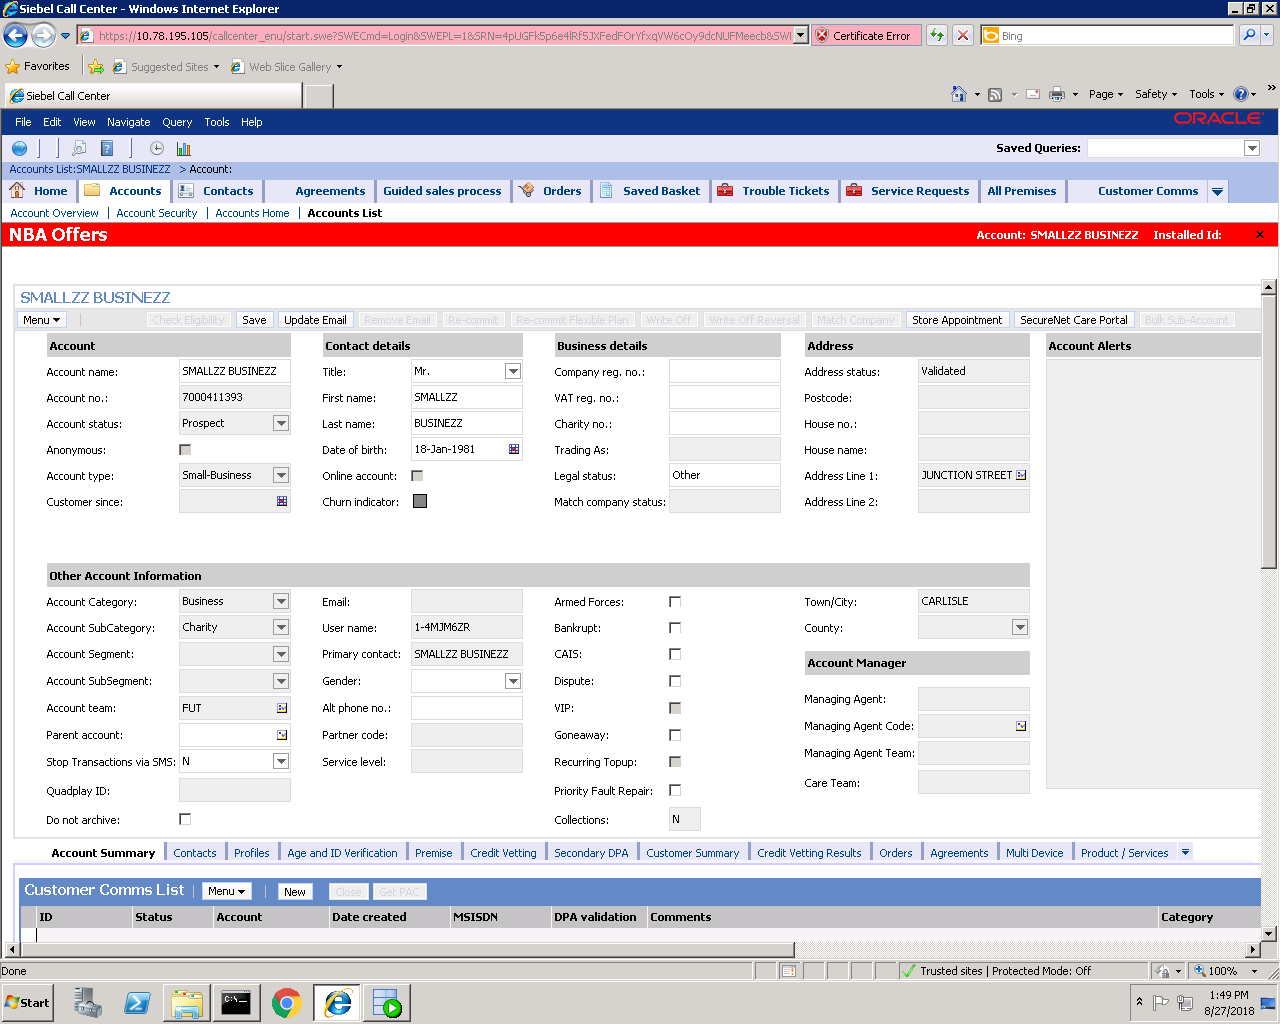 Siebel Call Center - Windows Internet Explorer
https://10.78.195.105/callcenter_enu/start.swe?SWECmd=Login&SWEPL=1&SRN=4pUGFk5p6e4lRf5JXFedFOrYfxqVW6cOy9dcNUFMeecb&SWI
Certificate Error
Bing
Favorites
Suggested Sites
Web Slice Gallery
Siebel Call Center
Page
Safety
Tools
File Edit View Navigate Query Tools Help
ORACLE
Saved Queries:
Accounts List:SMALLZZ BUSINEZZ > Account:
Home Accounts Contacts Agreements Guided sales process Orders Saved Basket Trouble Tickets Service Requests All Premises Customer Comms
Account Overview | Account Security | Accounts Home | Accounts List
NBA Offers Account: SMALLZZ BUSINEZZ Installed Id:
SMALLZZ BUSINEZZ
Menu Check Eligibility Save Update Email Remove Email Re-commit Re-commit Flexible Plan Write Off Write Off Reversal Match Company Store Appointment SecureNet Care Portal Bulk Sub-Account
Account Contact details Business details Address Account Alerts
Account name: SMALLZZ BUSINEZZ Title: Mr. Company reg. no.: Address status: Validated
Account no.: 7000411393 First name: SMALLZZ VAT reg. no.: Postcode:
Account status: Prospect Last name: BUSINEZZ Charity no.: House no.:
Anonymous: Date of birth: 18-Jan-1981 Trading As: House name:
Account type: Small-Business Online account: Legal status: Other Address Line 1: JUNCTION STREET
Customer since: Churn indicator: Match company status: Address Line 2:
Other Account Information
Account Category: Business Email: Armed Forces: Town/City: CARLISLE
Account SubCategory: Charity User name: 1-4MJM6ZR Bankrupt: County:
Account Segment: Primary contact: SMALLZZ BUSINEZZ CAIS: Account Manager
Account SubSegment: Gender: Dispute:
Account team: FUT Alt phone no.: VIP: Managing Agent:
Parent account: Partner code: Goneaway: Managing Agent Code:
Stop Transactions via SMS: N Service level: Recurring Topup: Managing Agent Team:
Quadplay ID: Priority Fault Repair: Care Team:
Do not archive: Collections: N
Account Summary Contacts Profiles Age and ID Verification Premise Credit Vetting Secondary DPA Customer Summary Credit Vetting Results Orders Agreements Multi Device Product / Services
Customer Comms List Menu New Close Get PAC
ID Status Account Date created MSISDN DPA validation Comments Category
Done Trusted sites | Protected Mode: Off 100%
Start
C:\
1:49 PM
8/27/2018